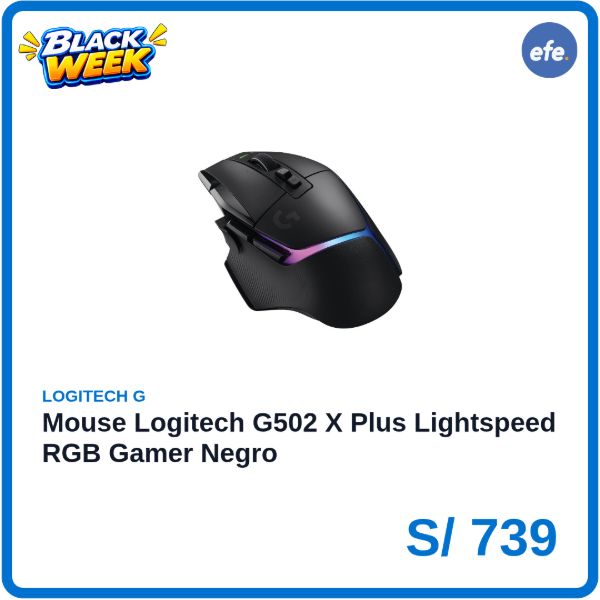 BLACK
WEEK
efe.
LOGITECH G
Mouse Logitech G502 X Plus Lightspeed
RGB Gamer Negro
S/ 739